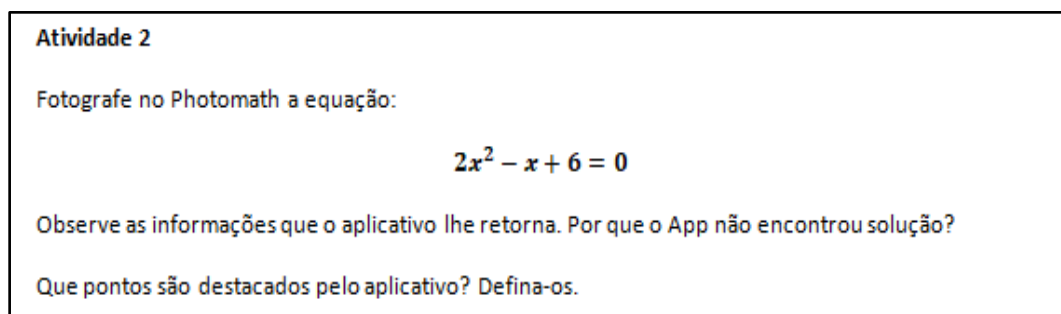 Atividade 2
Fotografe no Photomath a equação:
2x² − x + 6 = 0
Observe as informações que o aplicativo lhe retorna. Por que o App não encontrou solução?
Que pontos são destacados pelo aplicativo? Defina-os.